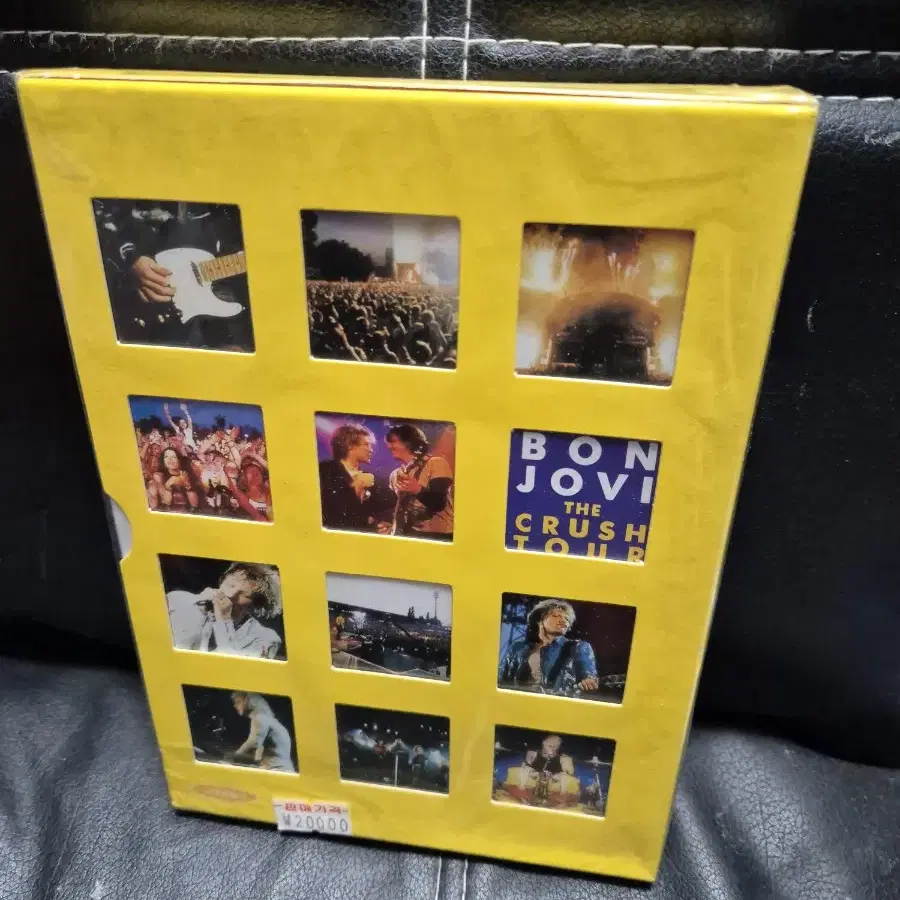 BON
JOVI
THE
CRUSH
TOUR
판매가격
₩20000